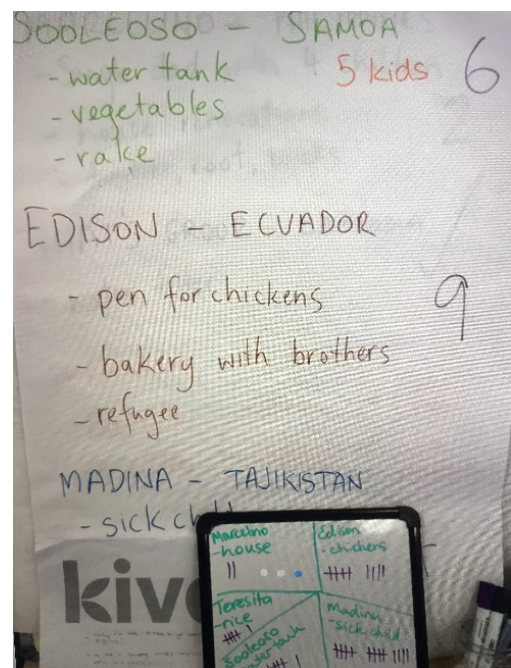 SOOLEOSO - SAMOA
- water tank 5 kids 6
- vegetables
- rake
EDISON - ECUADOR
- pen for chickens 9
- bakery with brothers
- refugee
MADINA - TAJIKISTAN
- sick
kiv
Marcelino
- house
Edison
- chickers
Teresita
- rice
Sooleoso
Madina
- sick child